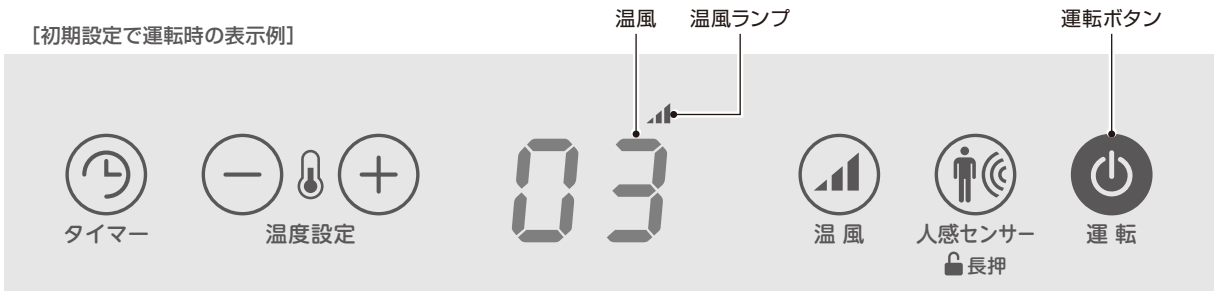 温風
温風ランプ
運転ボタン
[初期設定で運転時の表示例]
03
タイマー
温度設定
温風
人感センサー
運転
長押